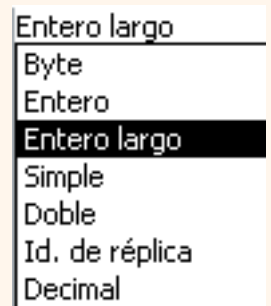 Entero largo
Byte
Entero
Entero largo
Simple
Doble
Id. de réplica
Decimal